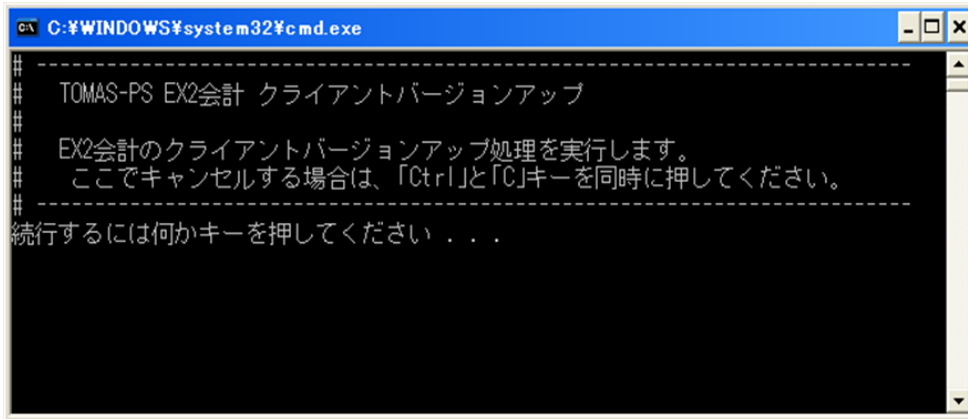 C:¥WINDOWS¥system32¥cmd.exe
# ---------------------------------------------------------------------------
#   TOMAS-PS EX2会計 クライアントバージョンアップ
#
#   EX2会計のクライアントバージョンアップ処理を実行します。
#    ここでキャンセルする場合は、「Ctrl」と「C」キーを同時に押してください。
# ---------------------------------------------------------------------------
続行するには何かキーを押してください . . .